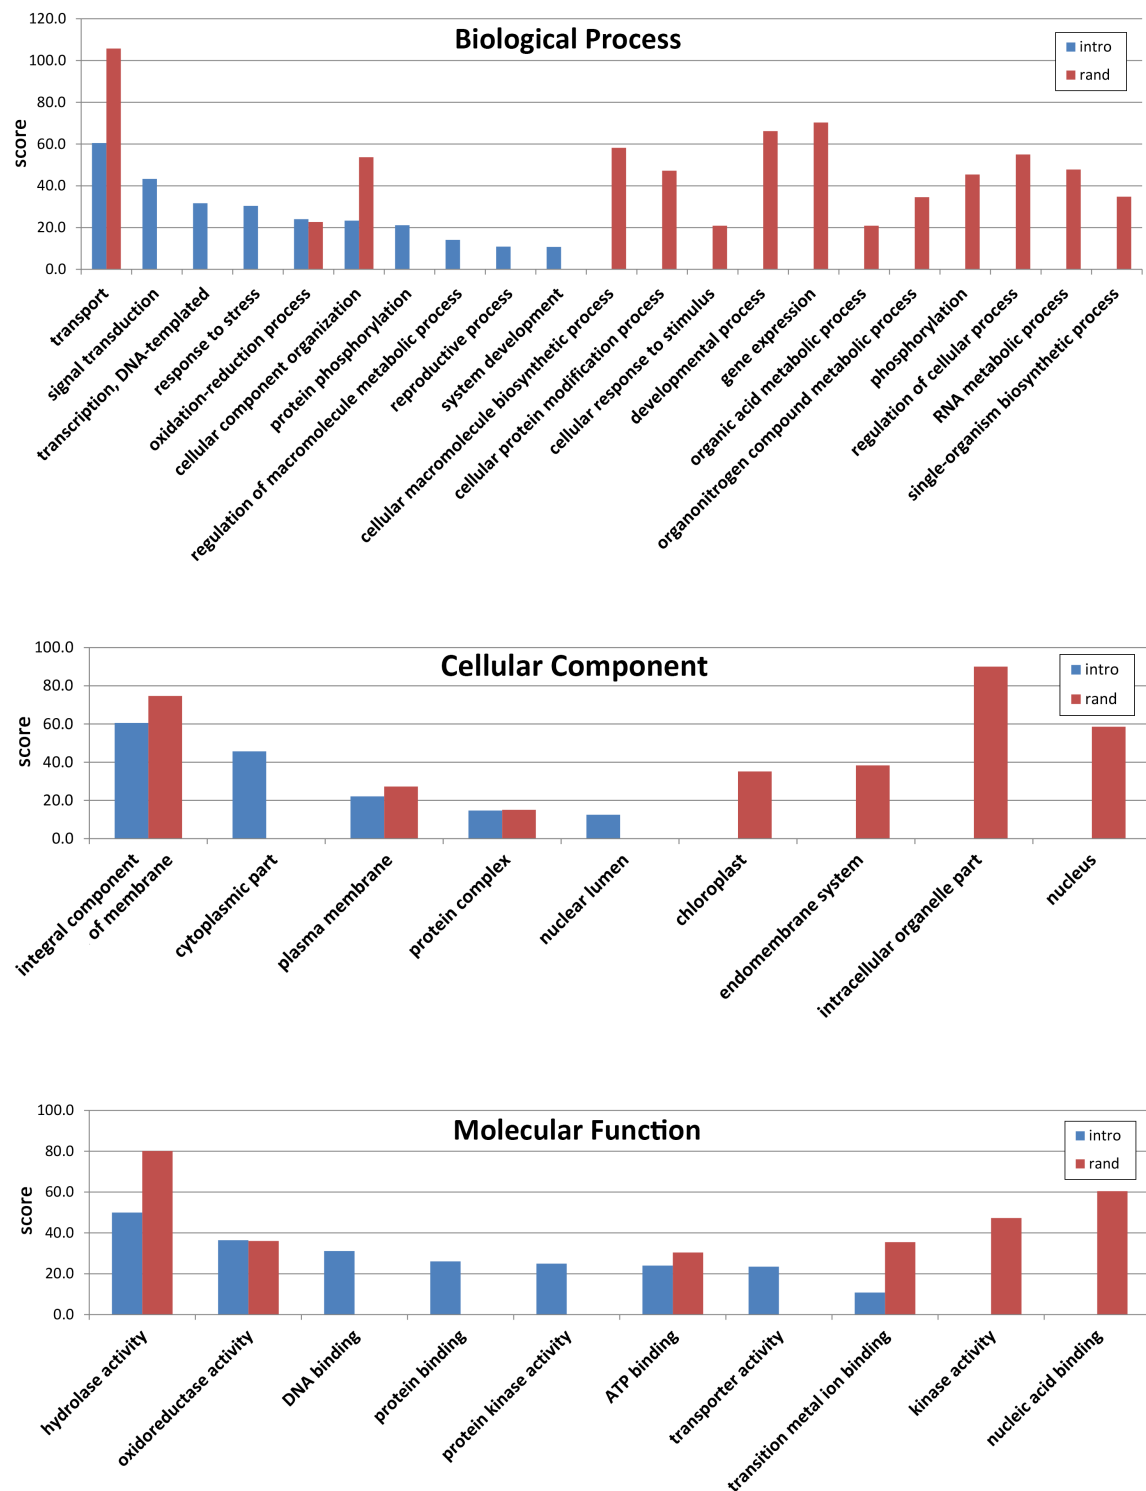 Biological Process
score
120.0
100.0
80.0
60.0
40.0
20.0
0.0
intro
rand
transport
signal transduction
transcription, DNA-templated
response to stress
oxidation-reduction process
cellular component organization
protein phosphorylation
regulation of macromolecule metabolic process
reproductive process
system development
cellular macromolecule biosynthetic process
cellular protein modification process
cellular response to stimulus
developmental process
gene expression
organic acid metabolic process
organonitrogen compound metabolic process
phosphorylation
regulation of cellular process
RNA metabolic process
single-organism biosynthetic process
Cellular Component
score
100.0
80.0
60.0
40.0
20.0
0.0
intro
rand
integral component
of membrane
cytoplasmic part
plasma membrane
protein complex
nuclear lumen
chloroplast
endomembrane system
intracellular organelle part
nucleus
Molecular Function
score
100.0
80.0
60.0
40.0
20.0
0.0
intro
rand
hydrolase activity
oxidoreductase activity
DNA binding
protein binding
protein kinase activity
ATP binding
transporter activity
transition metal ion binding
kinase activity
nucleic acid binding